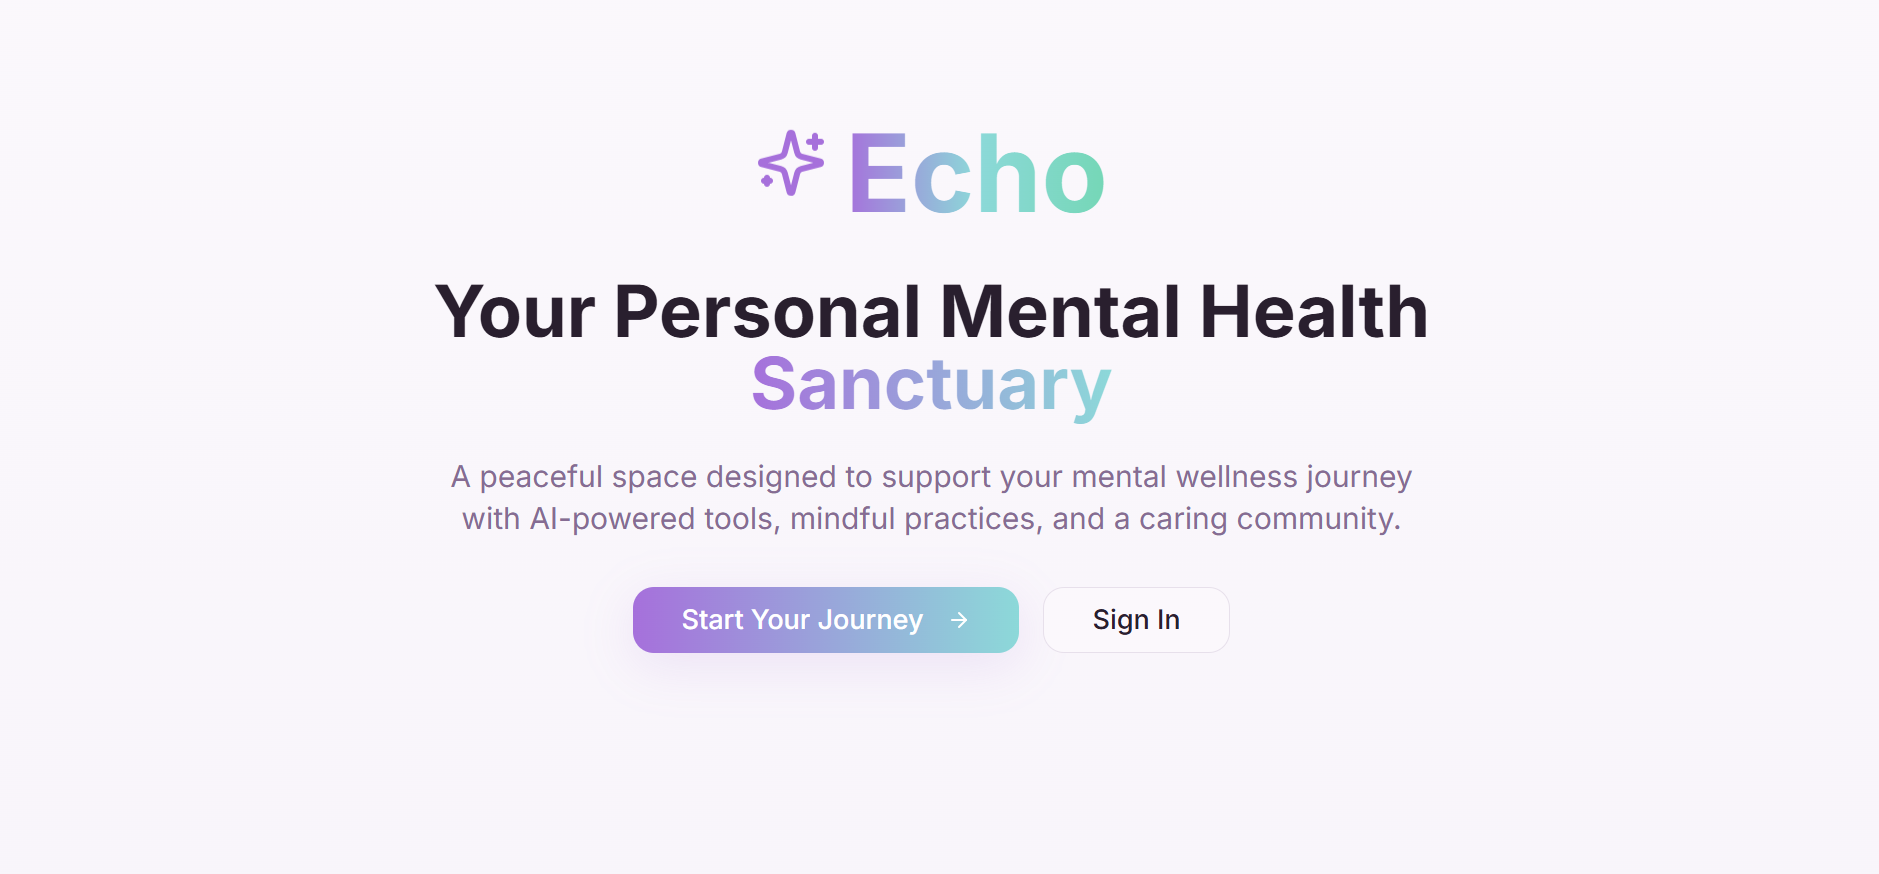 Echo
Your Personal Mental Health
Sanctuary
A peaceful space designed to support your mental wellness journey
with AI-powered tools, mindful practices, and a caring community.
Start Your Journey →
Sign In